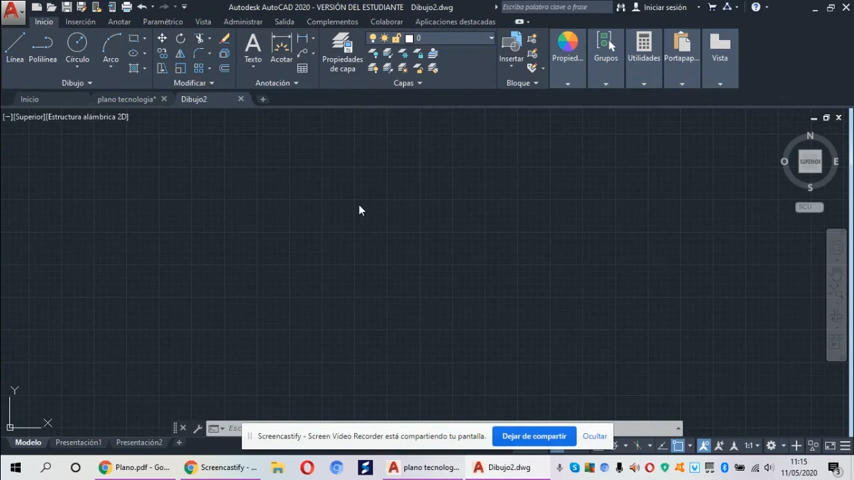 Autodesk AutoCAD 2020 - VERSIÓN DEL ESTUDIANTE Dibujo2.dwg
Escriba palabra clave o frase
Iniciar sesión
Inicio Inserción Anotar Paramétrico Vista Administrar Salida Complementos Colaborar Aplicaciones destacadas
0
Línea Polilínea Círculo Arco Texto Acotar Propiedades de capa Insertar Propied... Grupos Utilidades Portapap... Vista
Dibujo Modificar Anotación Capas Bloque
Inicio plano tecnologia* Dibujo2
[−][Superior][Estructura alámbrica 2D]
N
O SUPERIOR E
S
SCU
Y
X
Screencastify - Screen Video Recorder está compartiendo tu pantalla. Dejar de compartir Ocultar
Modelo Presentación1 Presentación2 + 1:1
Plano.pdf - Go... Screencastify - ... plano tecnolog... Dibujo2.dwg
11:15
11/05/2020
3